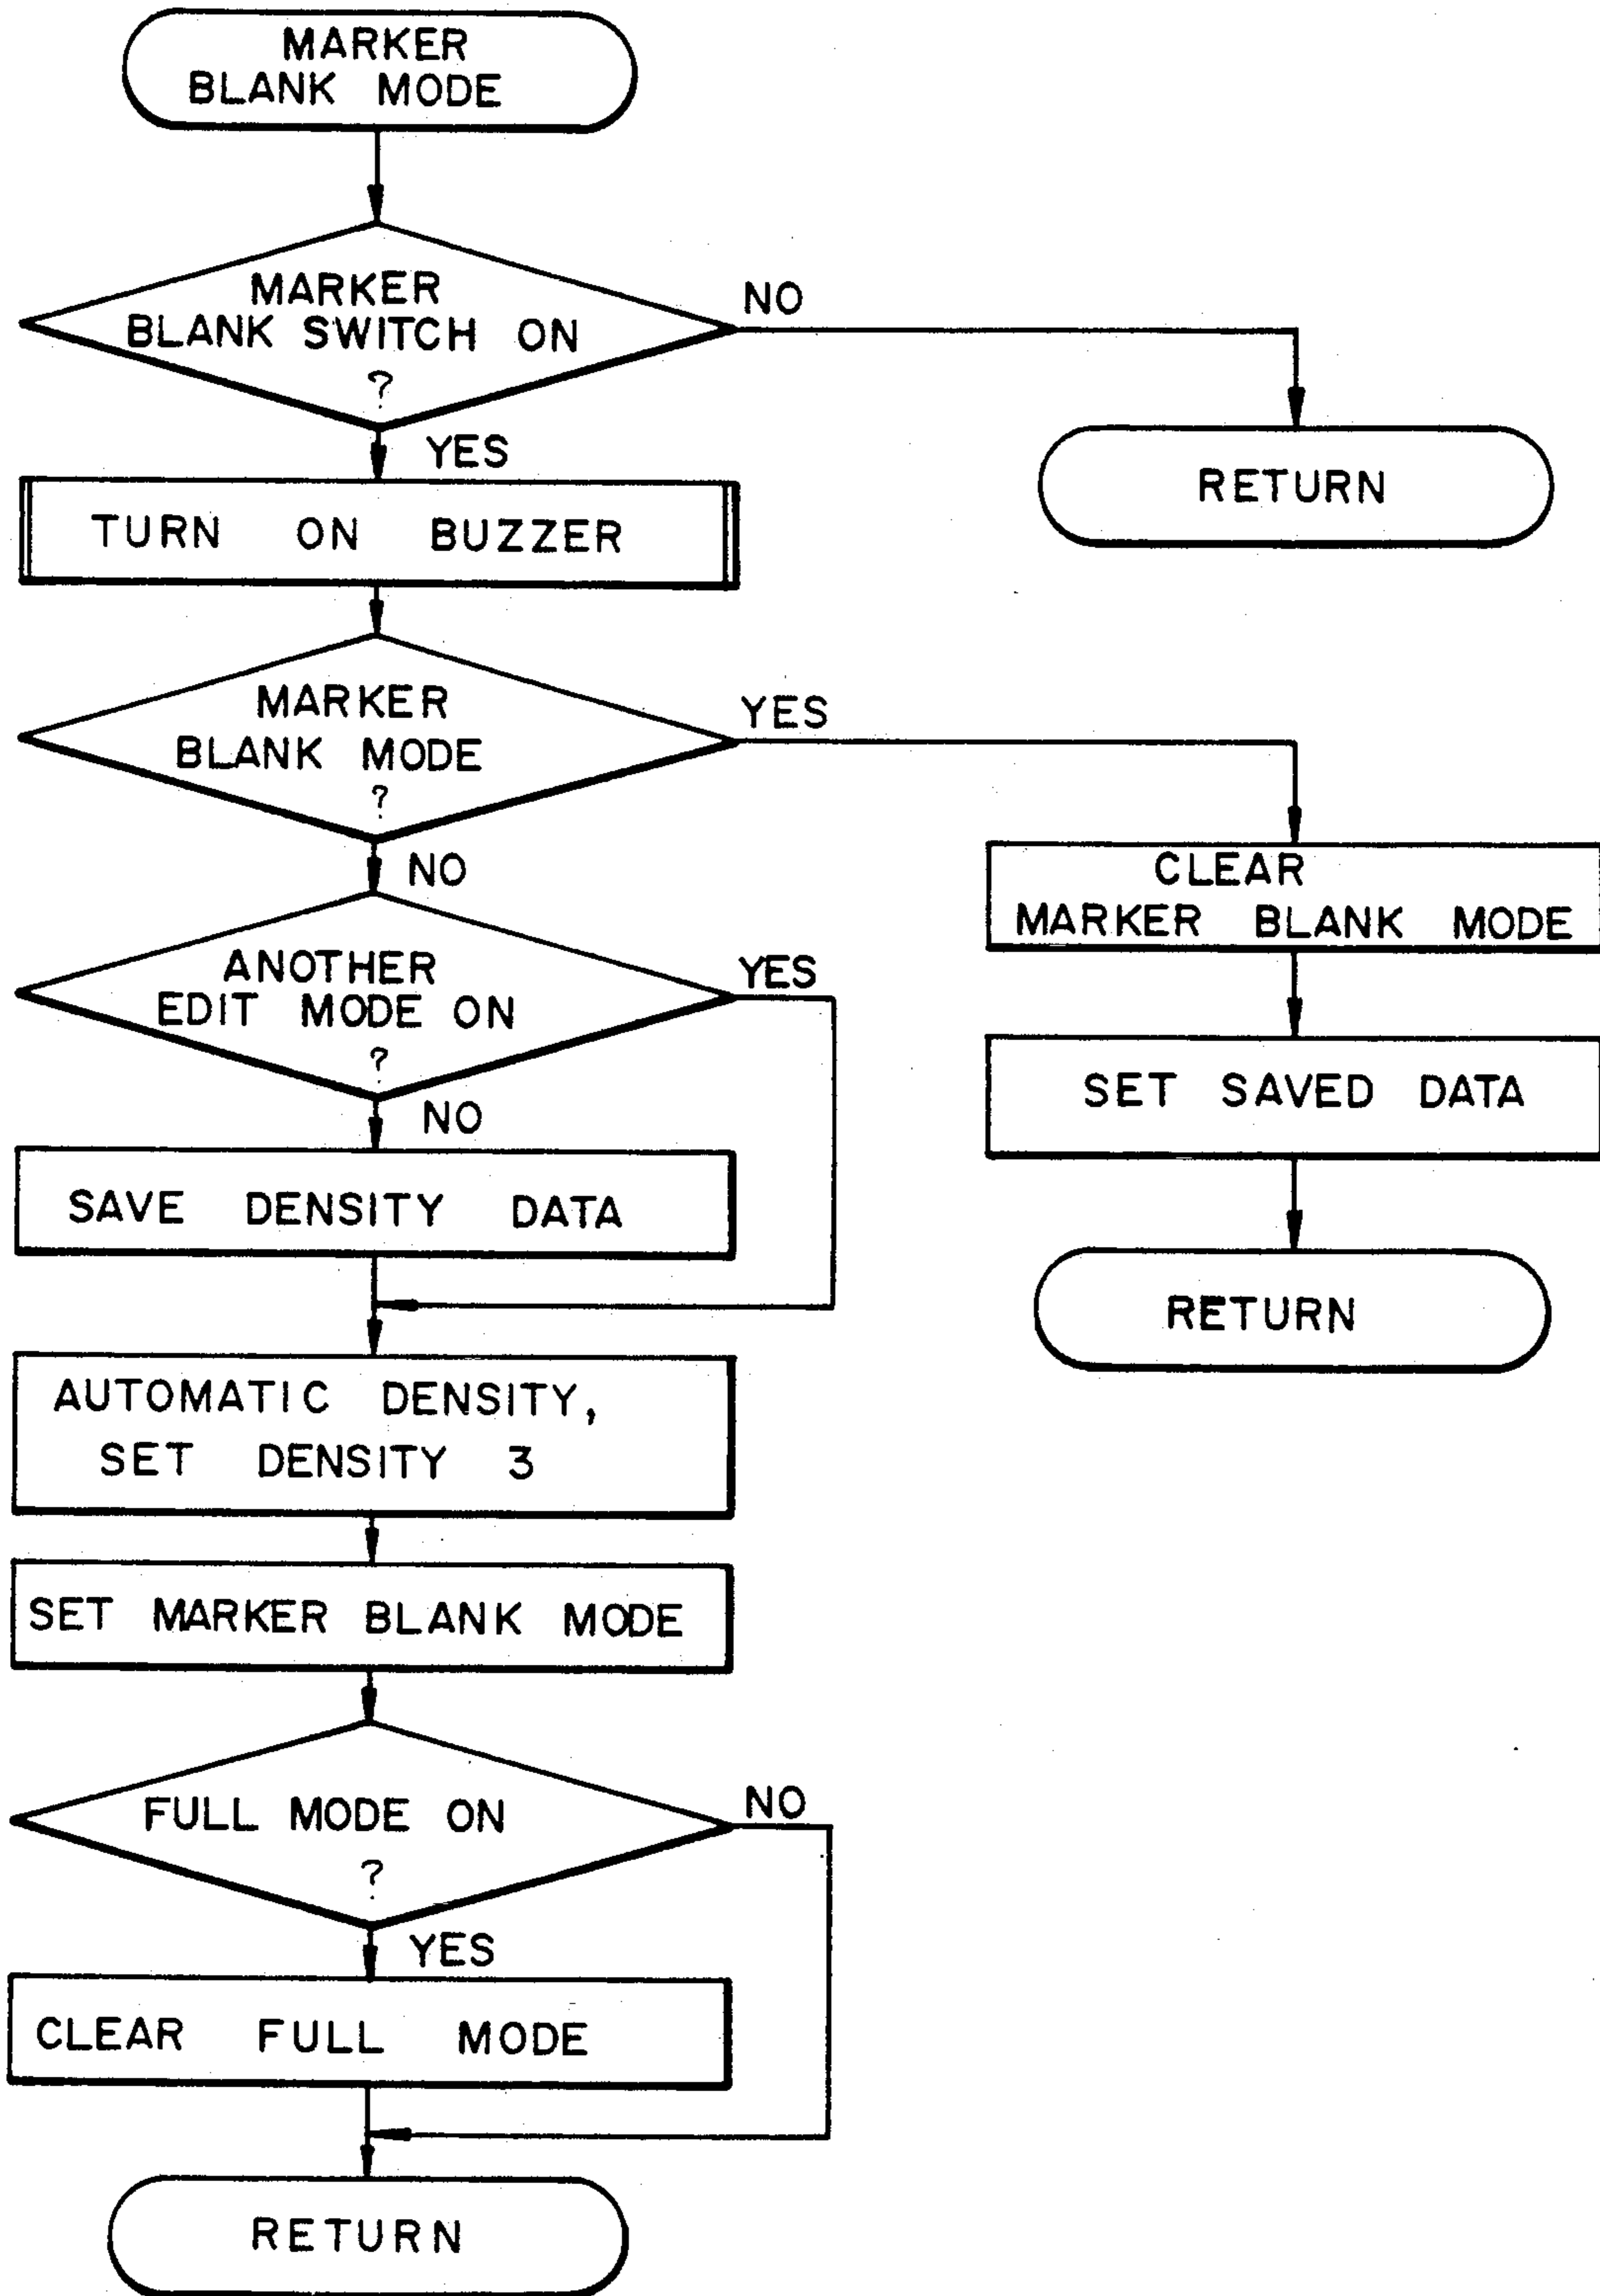 MARKER
BLANK MODE
MARKER
BLANK SWITCH ON
?
NO
YES
RETURN
TURN ON BUZZER
MARKER
BLANK MODE
?
YES
NO
CLEAR
MARKER BLANK MODE
ANOTHER
EDIT MODE ON
?
YES
NO
SET SAVED DATA
SAVE DENSITY DATA
RETURN
AUTOMATIC DENSITY,
SET DENSITY 3
SET MARKER BLANK MODE
FULL MODE ON
?
NO
YES
CLEAR FULL MODE
RETURN